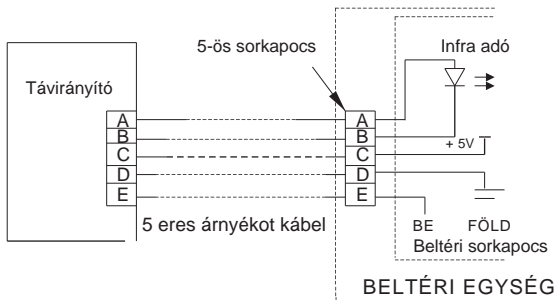 5-ös sorkapocs
Infra adó
Távirányító
A
B
C
D
E
A
B
C
D
E
+ 5V
5 eres árnyékot kábel
BE
FÖLD
Beltéri sorkapocs
BELTÉRI EGYSÉG